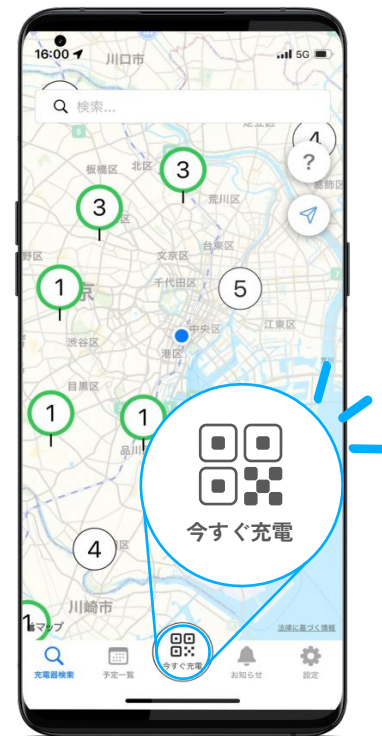 16:00
5G
川口市
検索...
4
?
板橋区
北区
3
荒川区
葛飾区
3
文京区
台東区
1
京
千代田区
5
中央区
江東区
渋谷区
港区
目黒区
1
1
品川
今すぐ充電
4
区
川崎市
1
マップ
法律に基づく情報
今すぐ充電
充電器検索
予定一覧
お知らせ
設定